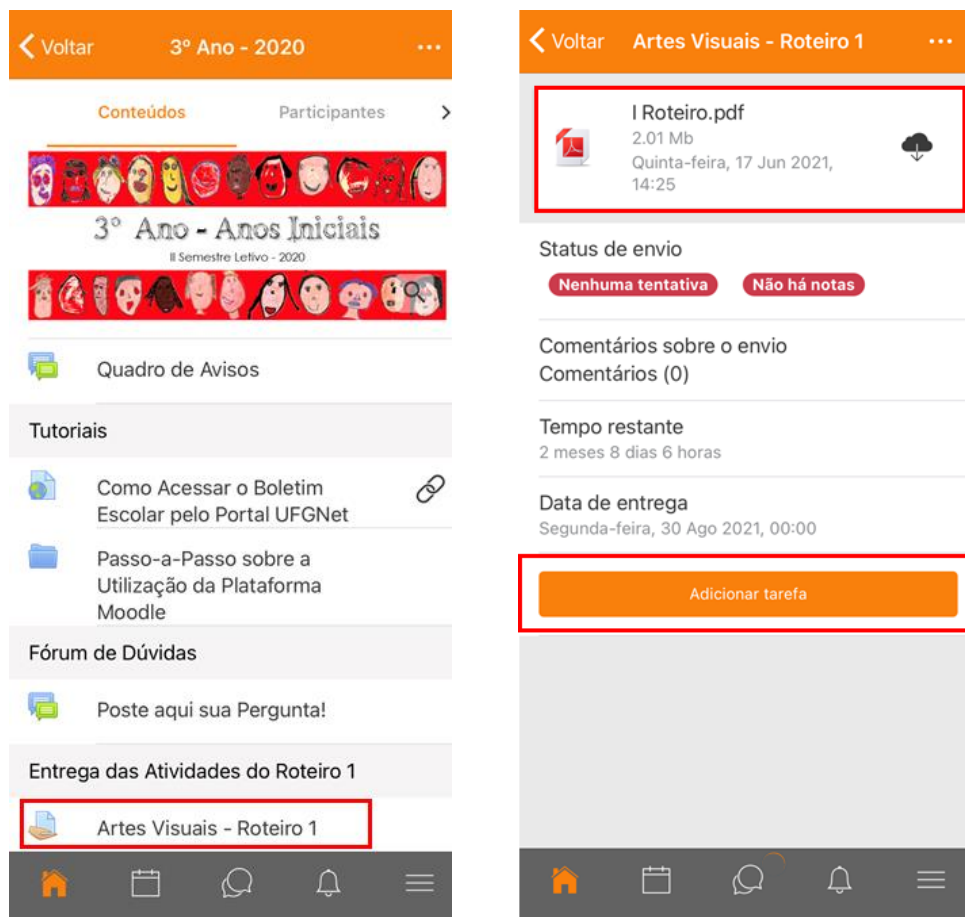 Voltar
3º Ano - 2020
Conteúdos
Participantes
3º Ano - Anos Iniciais
II Semestre Letivo - 2020
Quadro de Avisos
Tutoriais
Como Acessar o Boletim
Escolar pelo Portal UFGNet
Passo-a-Passo sobre a
Utilização da Plataforma
Moodle
Fórum de Dúvidas
Poste aqui sua Pergunta!
Entrega das Atividades do Roteiro 1
Artes Visuais - Roteiro 1
Voltar
Artes Visuais - Roteiro 1
I Roteiro.pdf
2.01 Mb
Quinta-feira, 17 Jun 2021,
14:25
Status de envio
Nenhuma tentativa
Não há notas
Comentários sobre o envio
Comentários (0)
Tempo restante
2 meses 8 dias 6 horas
Data de entrega
Segunda-feira, 30 Ago 2021, 00:00
Adicionar tarefa